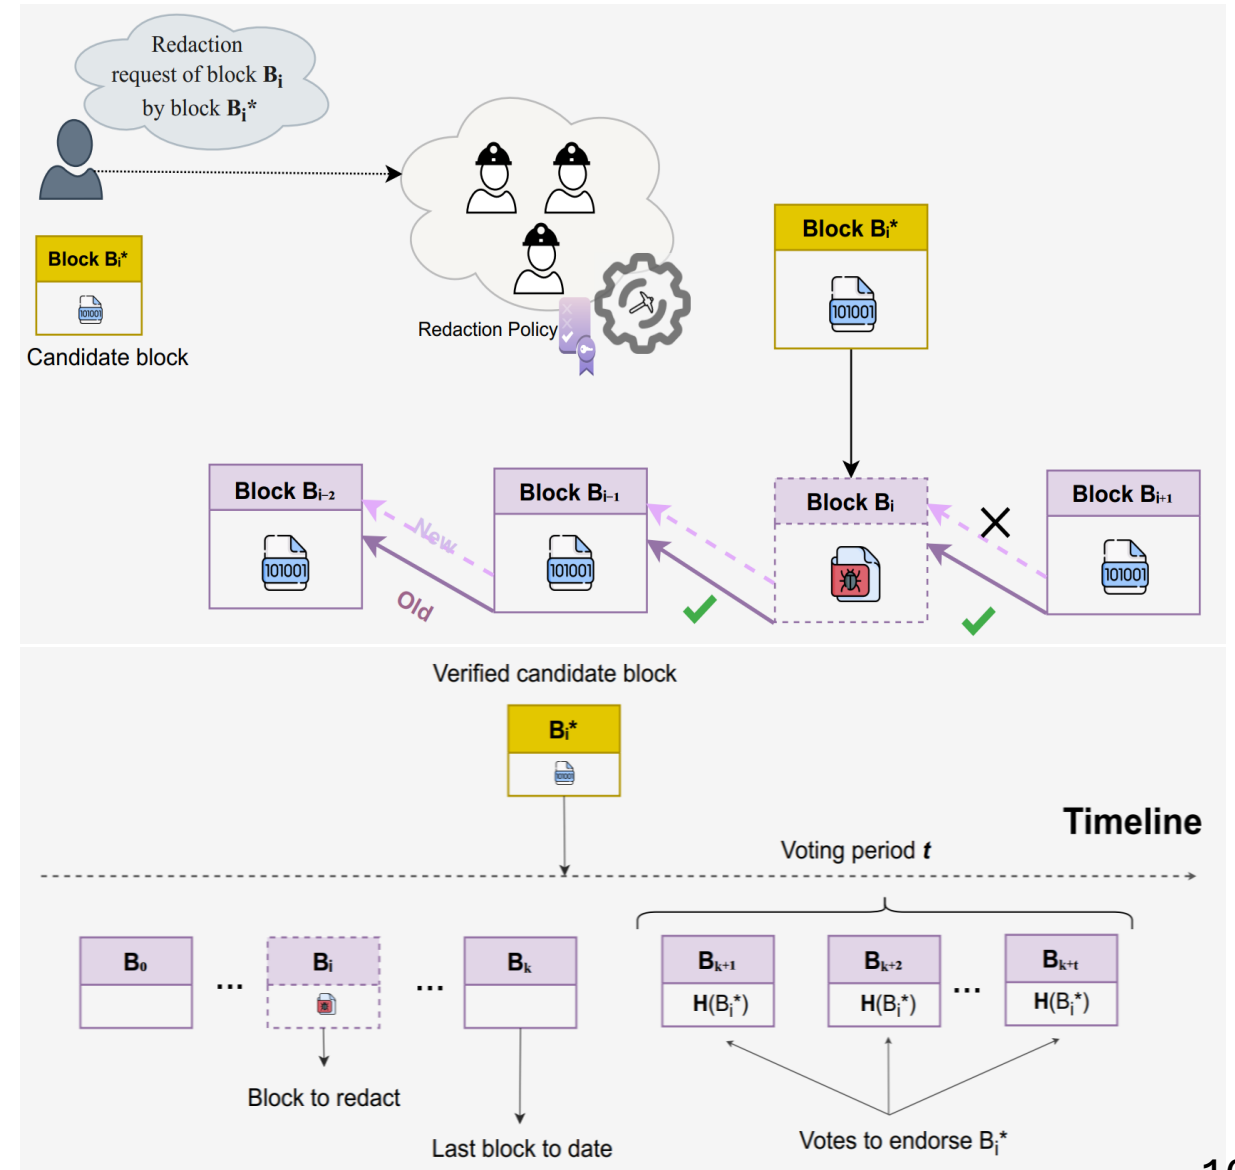 Redaction
request of block Bi
by block Bi*
Block Bi*
101001
Candidate block
Redaction Policy
Block Bi*
101001
Block Bi-2
101001
New
Old
Block Bi-1
101001
Block Bi
Block Bi+1
101001
Verified candidate block
Bi*
Timeline
Voting period t
B0
...
Bi
...
Bk
Bk+1
H(Bi*)
Bk+2
H(Bi*)
...
Bk+t
H(Bi*)
Block to redact
Last block to date
Votes to endorse Bi*